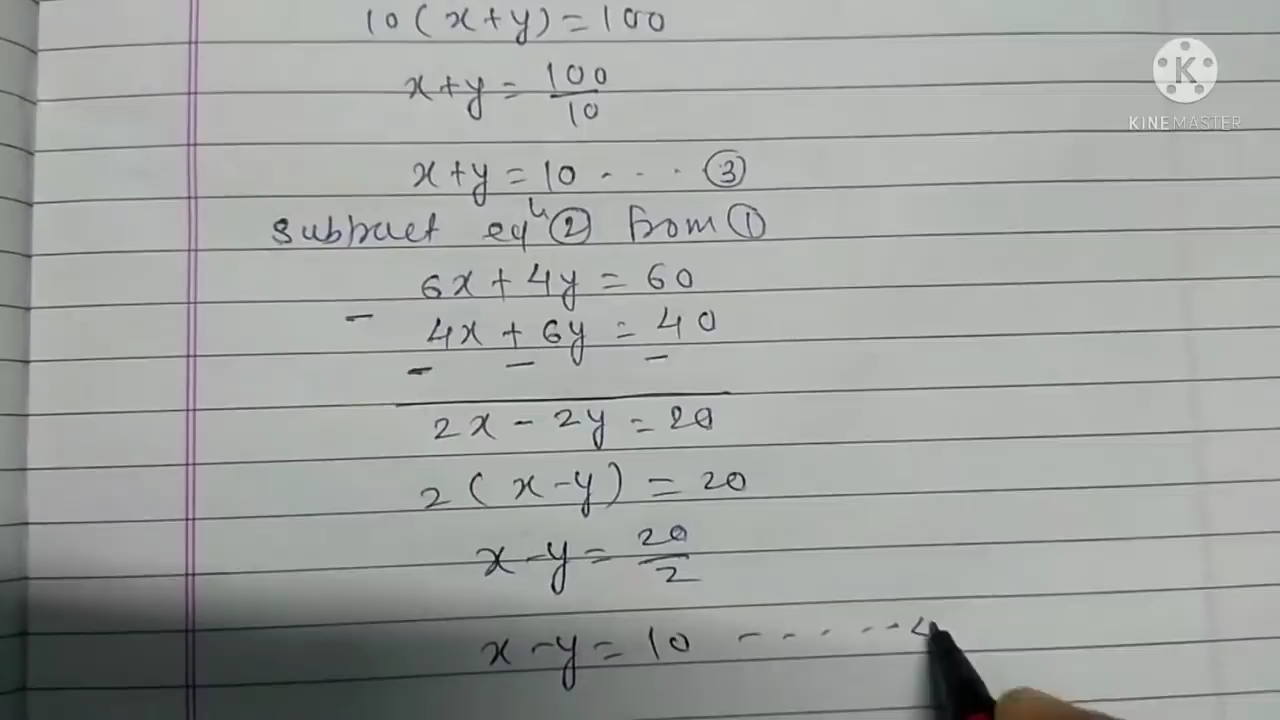 10(x+y)=100
x+y = 100/10
KINEMASTER
x+y = 10 - - - ③
subtract eqⁿ ② from ①
6x + 4y = 60
- 4x + 6y = 40
- - -
2x - 2y = 20
2(x-y) = 20
x-y = 20/2
x-y = 10 - - - - - 4